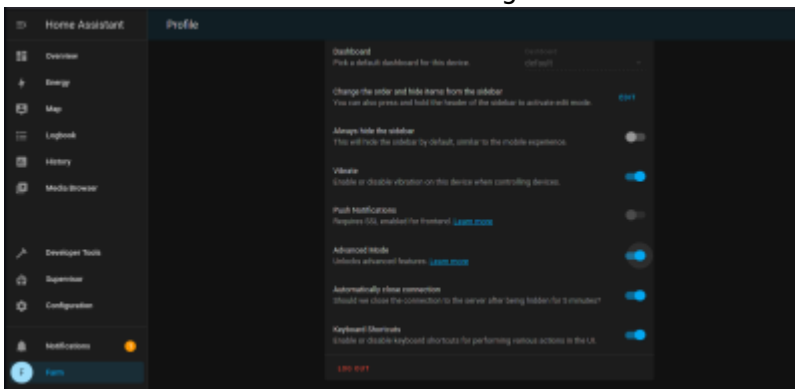 Home Assistant
Profile
Overview
Energy
Map
Logbook
History
Media Browser
Developer Tools
Supervisor
Configuration
Notifications
F
Dashboard
Dashboard
Pick a default dashboard for this device.
default
Change the order and hide items from the sidebar
You can also press and hold the header of the sidebar to activate edit mode.
EDIT
Always hide the sidebar
This will hide the sidebar by default, similar to the mobile experience.
Vibrate
Enable or disable vibration on this device when controlling devices.
Push Notifications
Requires SSL enabled for frontend. Learn more
Advanced Mode
Unlocks advanced features. Learn more
Automatically close connection
Should we close the connection to the server after being hidden for 5 minutes?
Keyboard Shortcuts
Enable or disable keyboard shortcuts for performing various actions in the UI.
LOG OUT